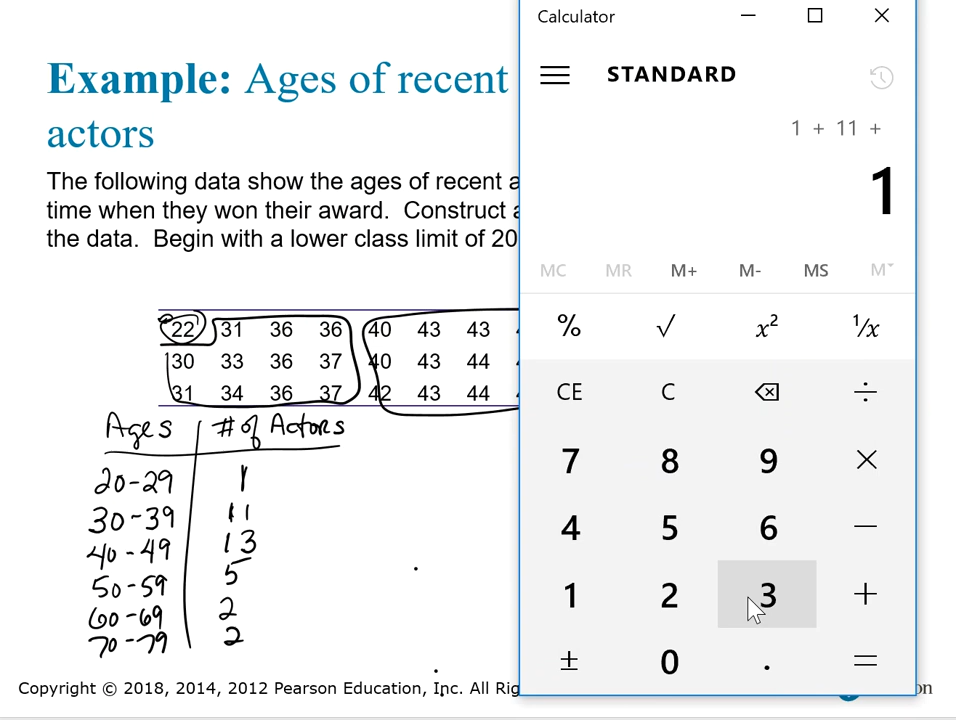 Example: Ages of recent
actors
The following data show the ages of recent a
time when they won their award. Construct a
the data. Begin with a lower class limit of 20
22 31 36 36 40 43 43
30 33 36 37 40 43 44
31 34 36 37 42 43 44
Ages # of Actors
20-29 1
30-39 11
40-49 13
50-59 5
60-69 2
70-79 2
Copyright © 2018, 2014, 2012 Pearson Education, Inc. All Rig
on
Calculator
STANDARD
1 + 11 +
1
MC MR M+ M- MS M
% √ x² ¹/x
CE C ÷
7 8 9 ×
4 5 6 −
1 2 3 +
± 0 . =